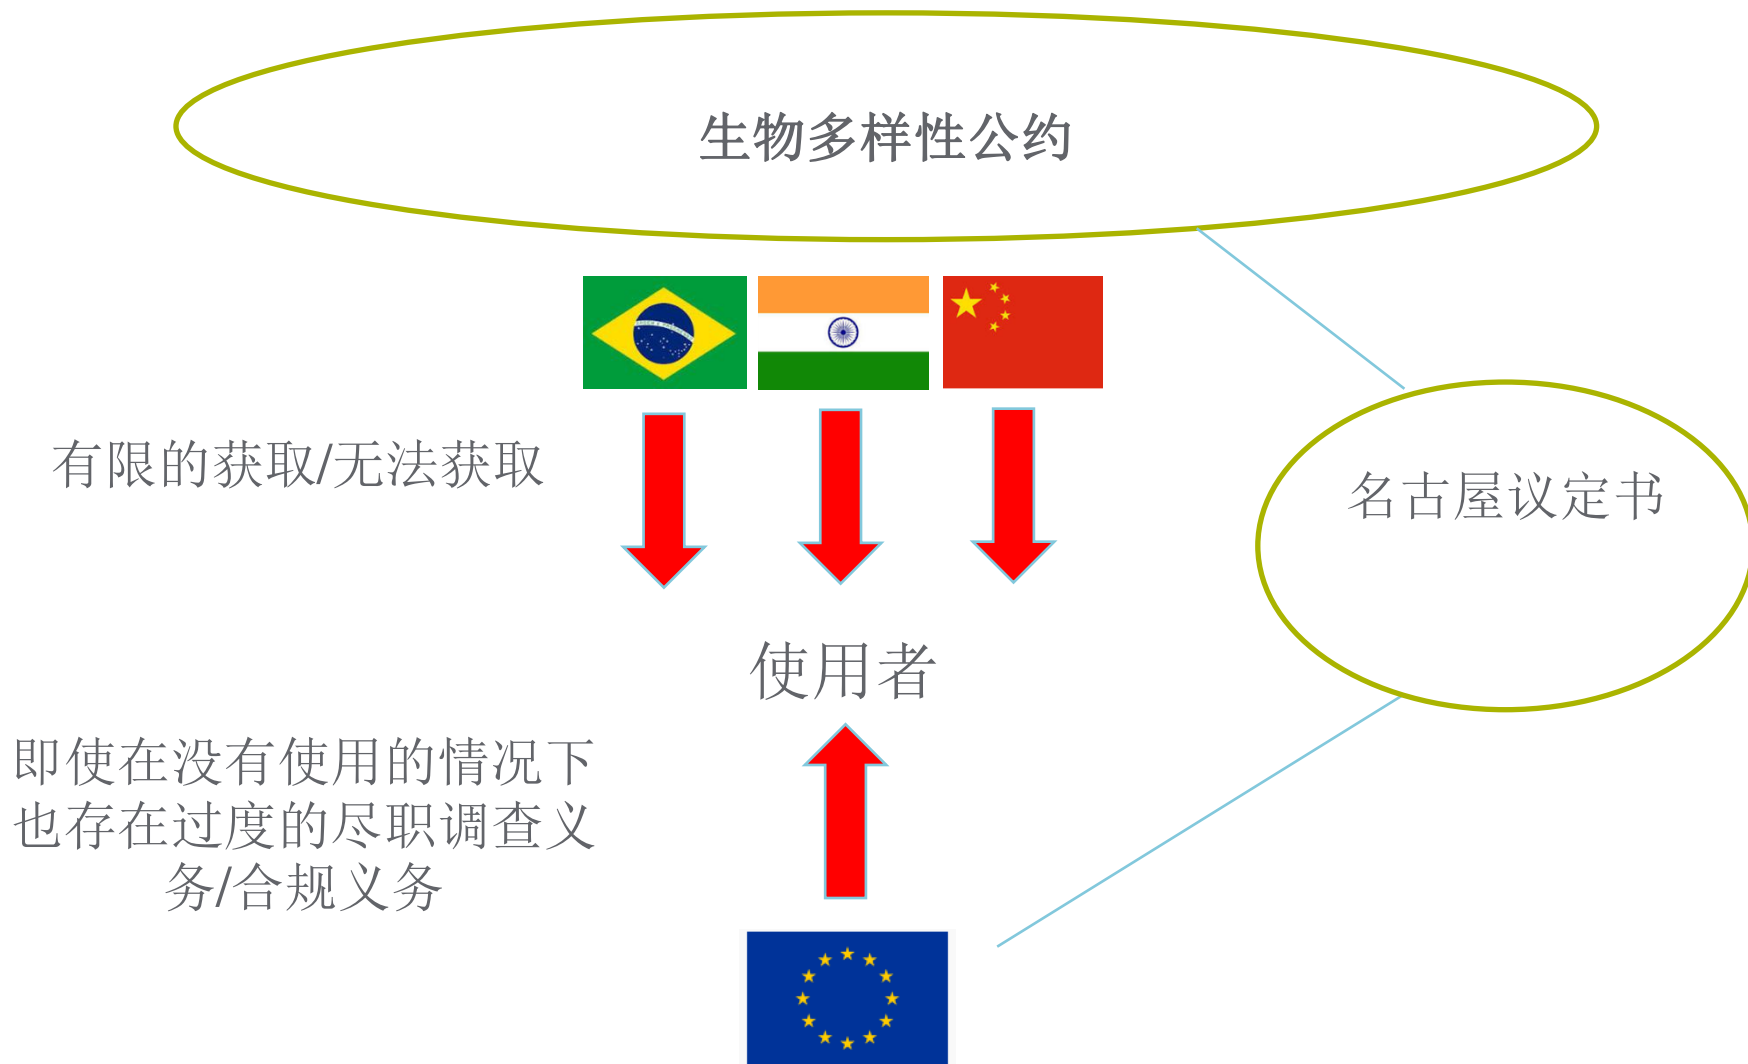 生物多样性公约
有限的获取/无法获取
名古屋议定书
使用者
即使在没有使用的情况下
也存在过度的尽职调查义
务/合规义务